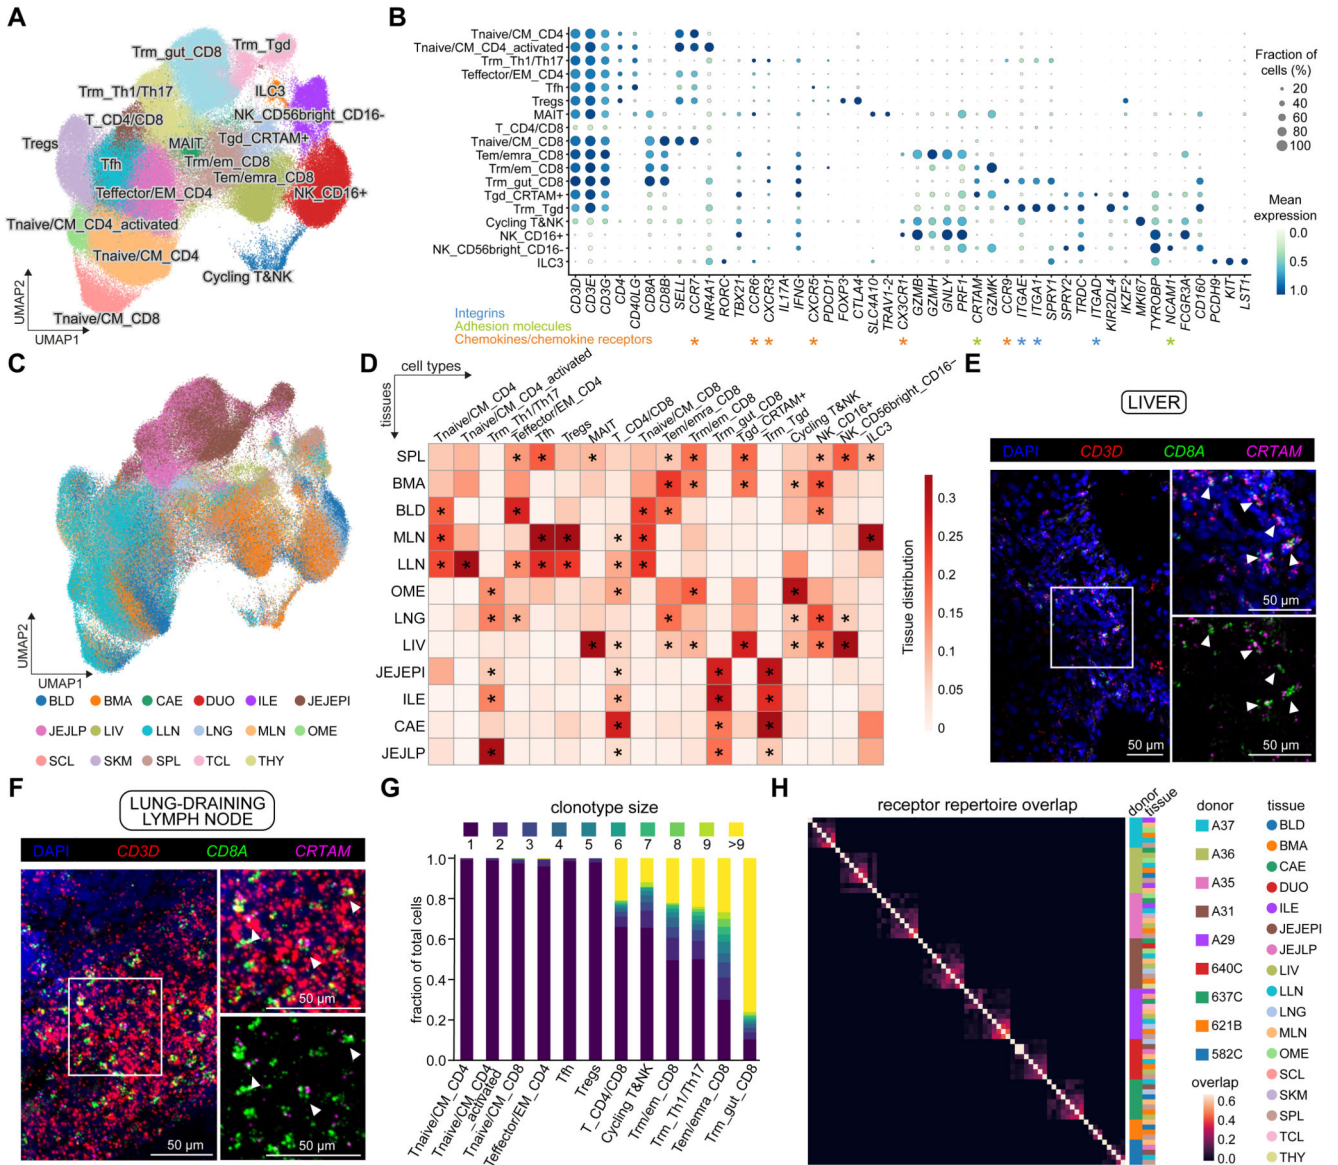 A
Trm_gut_CD8
Trm_Tgd
Trm_Th1/Th17
ILC3
NK_CD56bright_CD16-
T_CD4/CD8
Tregs
MAIT
Tgd_CRTAM+
Tfh
Trm/em_CD8
Tem/emra_CD8
Teffector/EM_CD4
NK_CD16+
Tnaive/CM_CD4_activated
Tnaive/CM_CD4
Cycling T&NK
Tnaive/CM_CD8
UMAP2
UMAP1
B
Tnaive/CM_CD4
Tnaive/CM_CD4_activated
Trm_Th1/Th17
Teffector/EM_CD4
Tfh
Tregs
MAIT
T_CD4/CD8
Tnaive/CM_CD8
Tem/emra_CD8
Trm/em_CD8
Trm_gut_CD8
Tgd_CRTAM+
Trm_Tgd
Cycling T&NK
NK_CD16+
NK_CD56bright_CD16-
ILC3
CD3D
CD3E
CD3G
CD4
CD40LG
CD8A
CD8B
SELL
CCR7
NR4A1
RORC
TBX21
CCR6
CXCR3
IL17A
IFNG
CXCR5
PDCD1
FOXP3
CTLA4
SLC4A10
TRAV1-2
CX3CR1
GZMB
GZMH
GNLY
PRF1
CRTAM
GZMK
CCR9
ITGAE
ITGA1
SPRY1
SPRY2
TRDC
ITGAD
KIR2DL4
IKZF2
MKI67
TYROBP
NCAM1
FCGR3A
CD160
PCDH9
KIT
LST1
Integrins
Adhesion molecules
Chemokines/chemokine receptors
* * * * * * * * * * *
Fraction of
cells (%)
20
40
60
80
100
Mean
expression
0.0
0.5
1.0
C
UMAP2
UMAP1
BLD BMA CAE DUO ILE JEJEPI
JEJLP LIV LLN LNG MLN OME
SCL SKM SPL TCL THY
D
cell types
tissues
Tnaive/CM_CD4
Tnaive/CM_CD4_activated
Trm_Th1/Th17
Teffector/EM_CD4
Tfh
Tregs
MAIT
T_CD4/CD8
Tnaive/CM_CD8
Tem/emra_CD8
Trm/em_CD8
Trm_gut_CD8
Tgd_CRTAM+
Trm_Tgd
Cycling T&NK
NK_CD16+
NK_CD56bright_CD16–
ILC3
SPL * * * * * * * * * *
BMA * * * * *
BLD * * * * *
MLN * * * * * *
LLN * * * * * * *
OME * * * *
LNG * * * * * *
LIV * * * * * * * *
JEJEPI * * * *
ILE * * * *
CAE * * *
JEJLP * * * *
Tissue distribution
0.3
0.25
0.2
0.15
0.1
0.05
0
E
LIVER
DAPI CD3D CD8A CRTAM
50 µm
50 µm
50 µm
F
LUNG-DRAINING
LYMPH NODE
DAPI CD3D CD8A CRTAM
50 µm
50 µm
50 µm
G
clonotype size
1 2 3 4 5 6 7 8 9 >9
fraction of total cells
1.0
0.8
0.6
0.4
0.2
0.0
Tnaive/CM_CD4
Tnaive/CM_CD4
_activated
Tnaive/CM_CD8
Teffector/EM_CD4
Tfh
Tregs
T_CD4/CD8
Cycling T&NK
Trm/em_CD8
Trm_Th1/Th17
Tem/emra_CD8
Trm_gut_CD8
H
receptor repertoire overlap
donor
tissue
donor
A37
A36
A35
A31
A29
640C
637C
621B
582C
overlap
0.6
0.4
0.2
0.0
tissue
BLD
BMA
CAE
DUO
ILE
JEJEPI
JEJLP
LIV
LLN
LNG
MLN
OME
SCL
SKM
SPL
TCL
THY